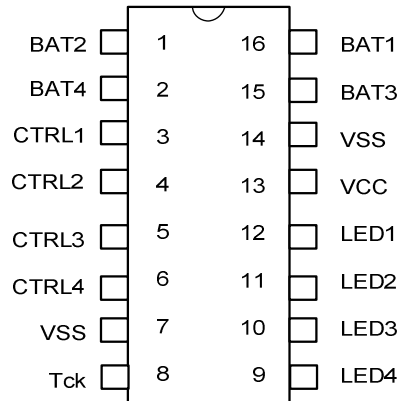 BAT2 1 16 BAT1
BAT4 2 15 BAT3
CTRL1 3 14 VSS
CTRL2 4 13 VCC
CTRL3 5 12 LED1
CTRL4 6 11 LED2
VSS 7 10 LED3
Tck 8 9 LED4